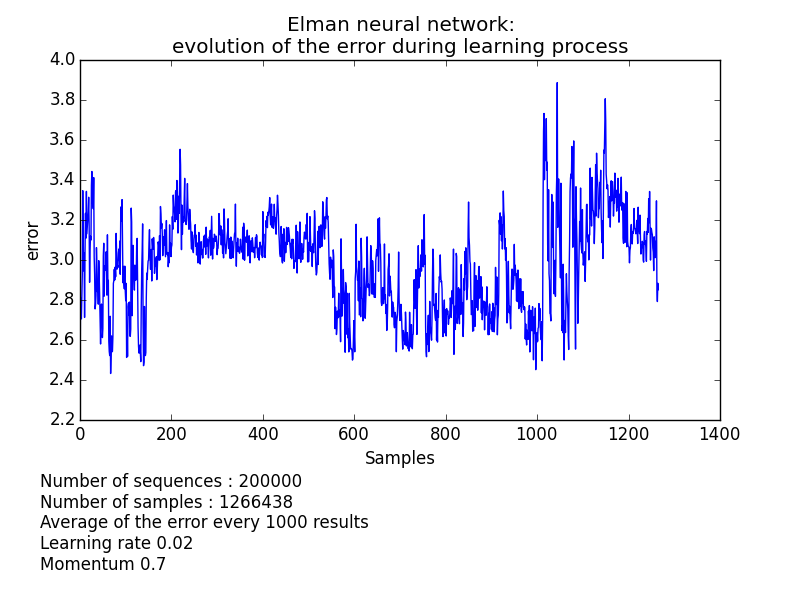 Elman neural network:
evolution of the error during learning process
4.0
3.8
3.6
3.4
3.2
3.0
2.8
2.6
2.4
2.2
error
0 200 400 600 800 1000 1200 1400
Samples
Number of sequences : 200000
Number of samples : 1266438
Average of the error every 1000 results
Learning rate 0.02
Momentum 0.7